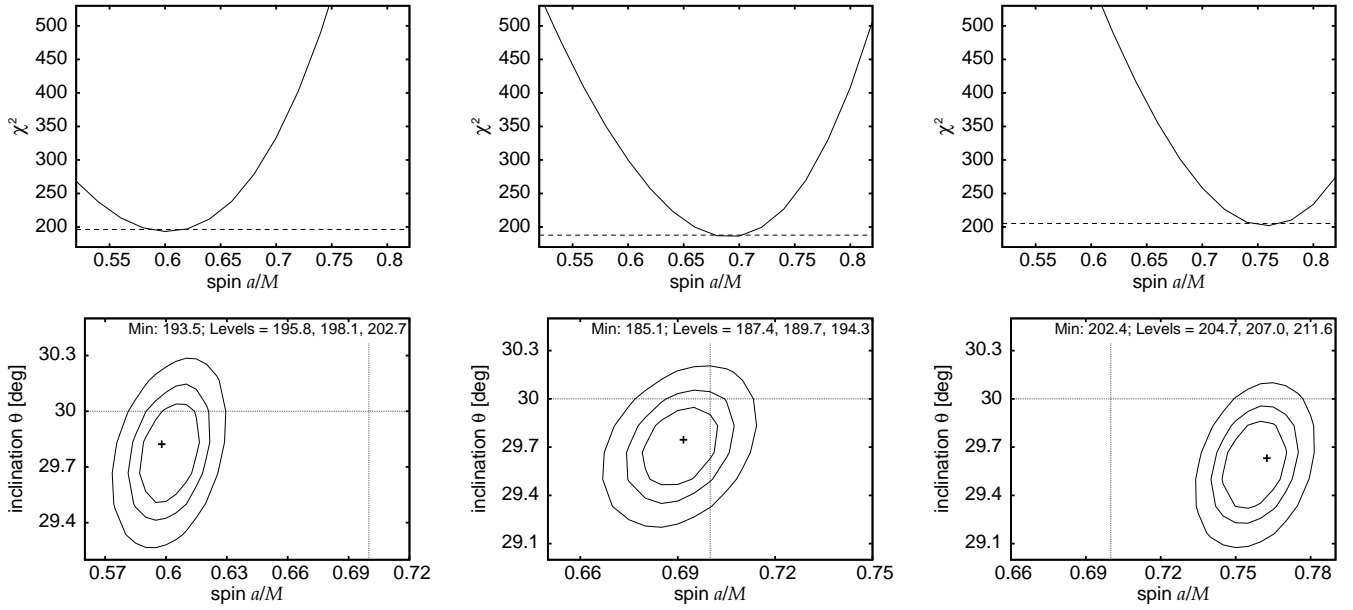 500
450
400
350
300
250
200
χ²
0.55 0.6 0.65 0.7 0.75 0.8
spin a/M
500
450
400
350
300
250
200
χ²
0.55 0.6 0.65 0.7 0.75 0.8
spin a/M
500
450
400
350
300
250
200
χ²
0.55 0.6 0.65 0.7 0.75 0.8
spin a/M
Min: 193.5; Levels = 195.8, 198.1, 202.7
30.3
30
29.7
29.4
inclination θ [deg]
0.57 0.6 0.63 0.66 0.69 0.72
spin a/M
Min: 185.1; Levels = 187.4, 189.7, 194.3
30.3
30
29.7
29.4
29.1
inclination θ [deg]
0.66 0.69 0.72 0.75
spin a/M
Min: 202.4; Levels = 204.7, 207.0, 211.6
30.3
30
29.7
29.4
29.1
inclination θ [deg]
0.66 0.69 0.72 0.75 0.78
spin a/M